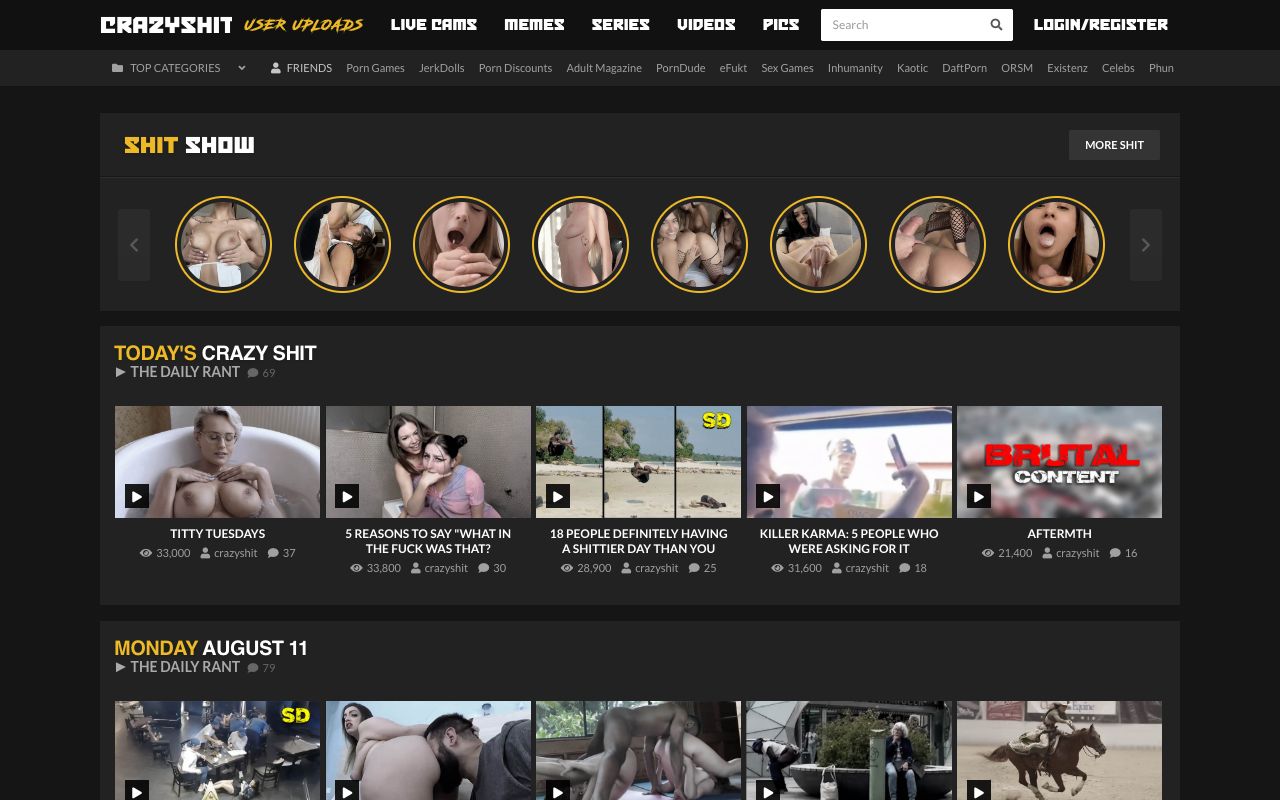 CRAZYSHIT USER UPLOADS LIVE CAMS MEMES SERIES VIDEOS PICS Search LOGIN/REGISTER
TOP CATEGORIES FRIENDS Porn Games JerkDolls Porn Discounts Adult Magazine PornDude eFukt Sex Games Inhumanity Kaotic DaftPorn ORSM Existenz Celebs Phun
SHIT SHOW
MORE SHIT
TODAY'S CRAZY SHIT
THE DAILY RANT 69
SD
BRUTAL
CONTENT
TITTY TUESDAYS
33,000 crazyshit 37
5 REASONS TO SAY "WHAT IN
THE FUCK WAS THAT?
33,800 crazyshit 30
18 PEOPLE DEFINITELY HAVING
A SHITTIER DAY THAN YOU
28,900 crazyshit 25
KILLER KARMA: 5 PEOPLE WHO
WERE ASKING FOR IT
31,600 crazyshit 18
AFTERMTH
21,400 crazyshit 16
MONDAY AUGUST 11
THE DAILY RANT 79
SD